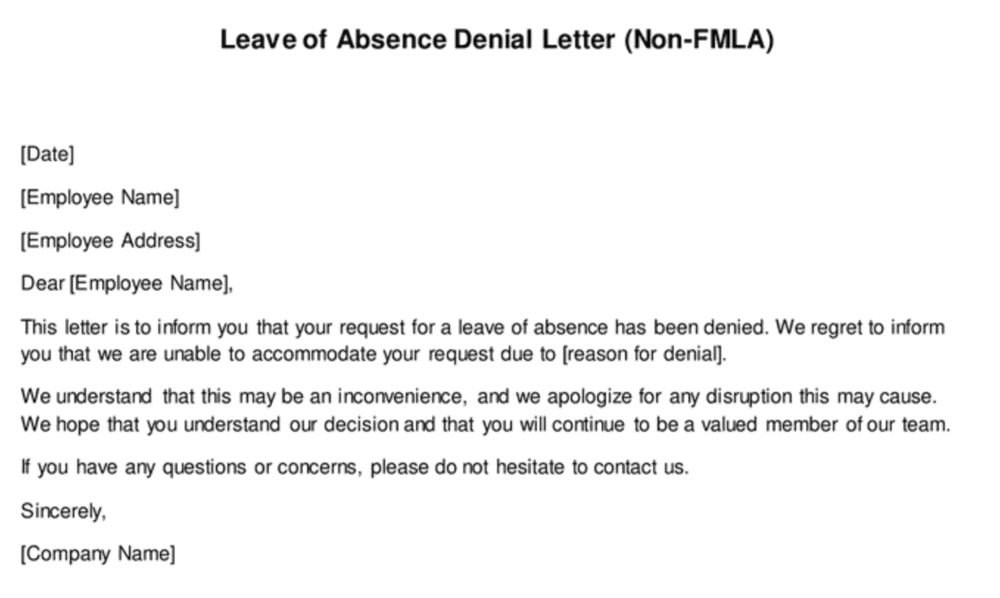 Leave of Absence Denial Letter (Non-FMLA)
[Date]
[Employee Name]
[Employee Address]
Dear [Employee Name],
This letter is to inform you that your request for a leave of absence has been denied. We regret to inform
you that we are unable to accommodate your request due to [reason for denial].
We understand that this may be an inconvenience, and we apologize for any disruption this may cause.
We hope that you understand our decision and that you will continue to be a valued member of our team.
If you have any questions or concerns, please do not hesitate to contact us.
Sincerely,
[Company Name]